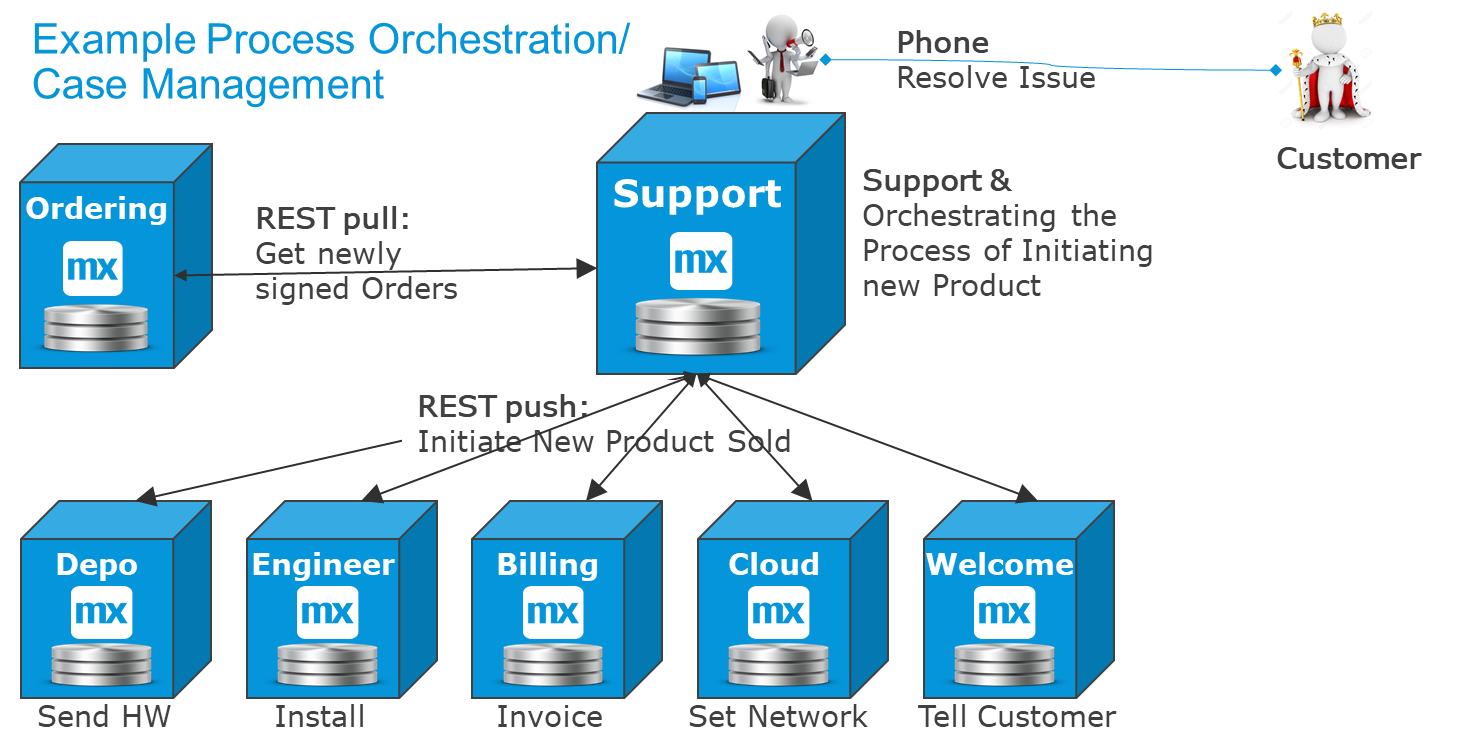 Example Process Orchestration/
Case Management
Phone
Resolve Issue
Customer
Ordering
mx
REST pull:
Get newly
signed Orders
Support
mx
Support &
Orchestrating the
Process of Initiating
new Product
REST push:
Initiate New Product Sold
Depo
mx
Send HW
Engineer
mx
Install
Billing
mx
Invoice
Cloud
mx
Set Network
Welcome
mx
Tell Customer